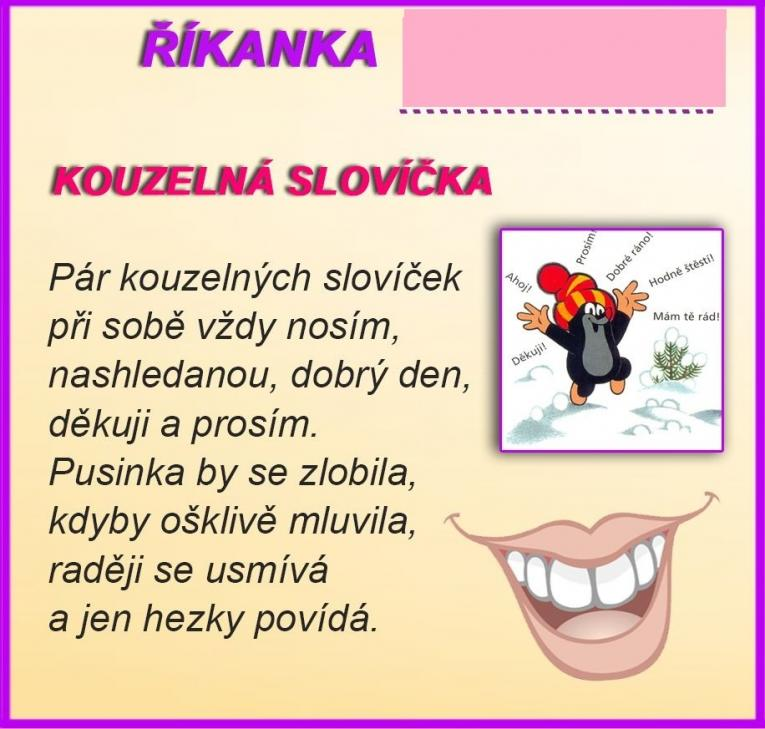 ŘÍKANKA
KOUZELNÁ SLOVÍČKA
Pár kouzelných slovíček
při sobě vždy nosím,
nashledanou, dobrý den,
děkuji a prosím.
Pusinka by se zlobila,
kdyby ošklivě mluvila,
raději se usmívá
a jen hezky povídá.
Ahoj!
Prosím!
Dobré ráno!
Hodně štěstí!
Mám tě rád!
Děkuji!